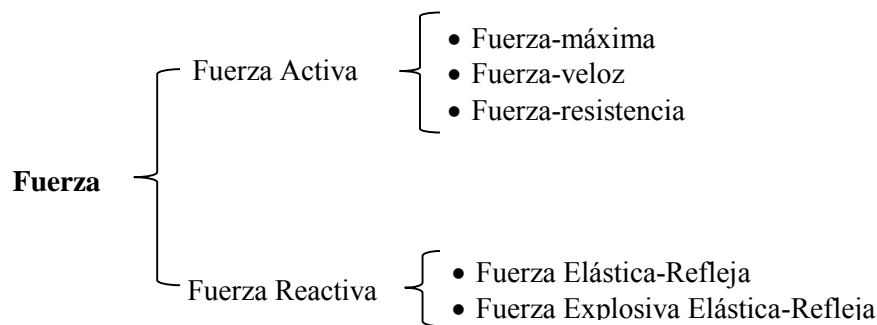 Fuerza
Fuerza Activa
• Fuerza-máxima
• Fuerza-veloz
• Fuerza-resistencia
Fuerza Reactiva
• Fuerza Elástica-Refleja
• Fuerza Explosiva Elástica-Refleja